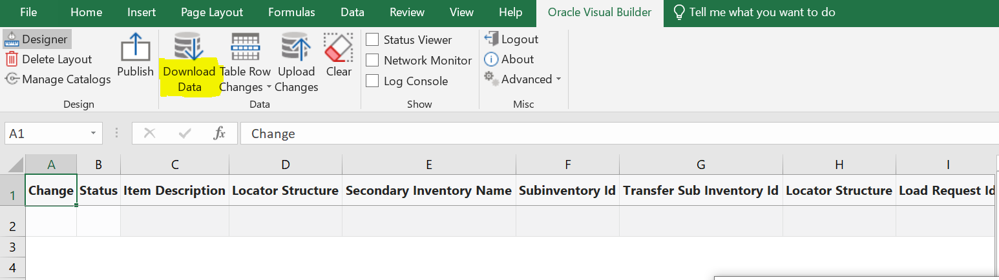 File Home Insert Page Layout Formulas Data Review View Help Oracle Visual Builder Tell me what you want to do
Designer
Delete Layout
Manage Catalogs
Design
Publish
Download
Data
Table Row
Changes
Upload
Changes
Clear
Data
Status Viewer
Network Monitor
Log Console
Show
Logout
About
Advanced
Misc
A1 fx Change
A B C D E F G H I
1 Change Status Item Description Locator Structure Secondary Inventory Name Subinventory Id Transfer Sub Inventory Id Locator Structure Load Request Id
2
3
4